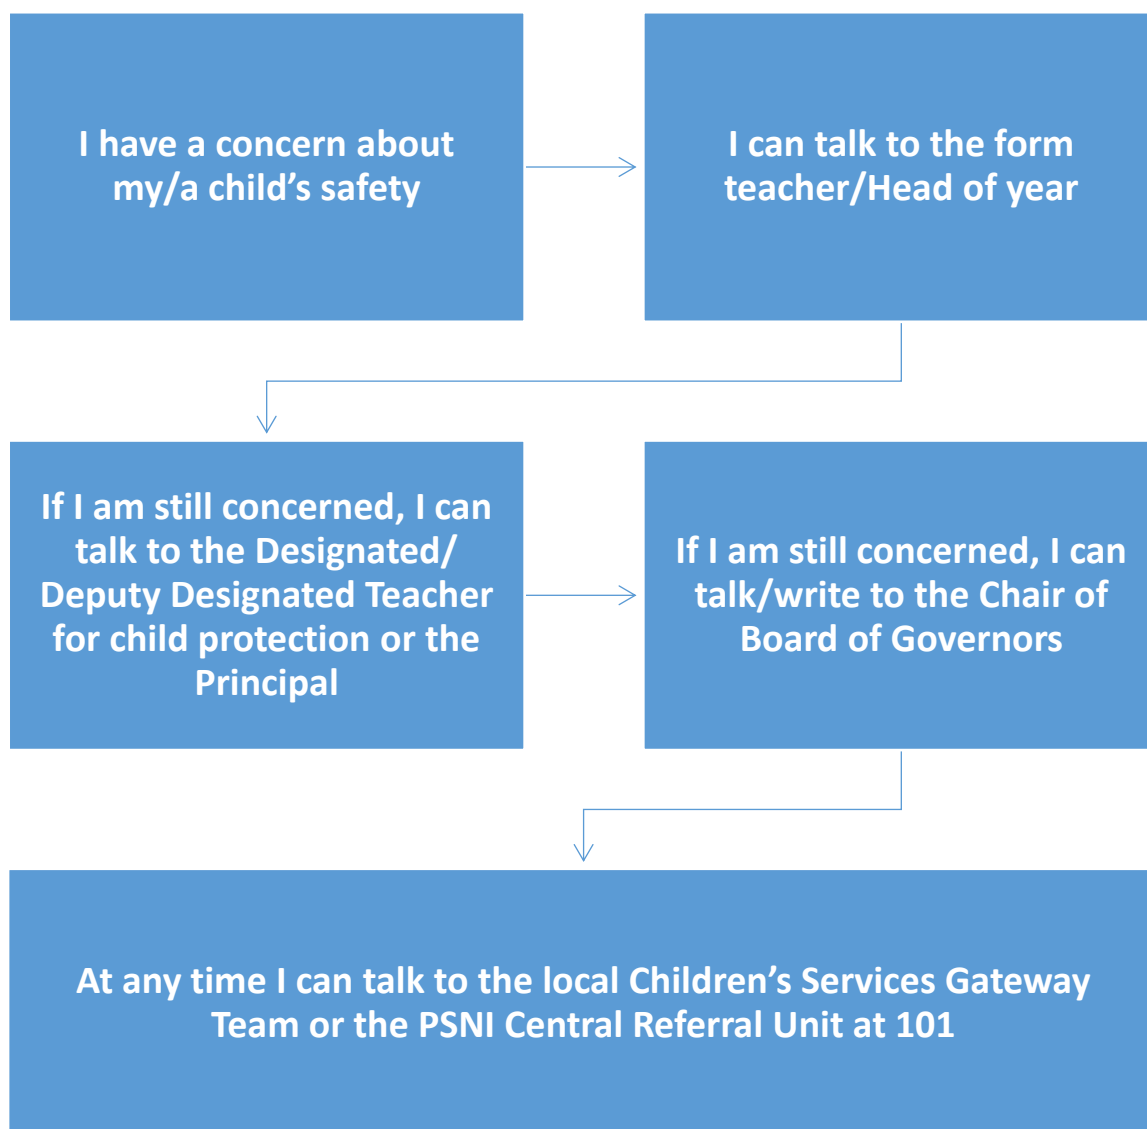 I have a concern about
my/a child’s safety
I can talk to the form
teacher/Head of year
If I am still concerned, I can
talk to the Designated/
Deputy Designated Teacher
for child protection or the
Principal
If I am still concerned, I can
talk/write to the Chair of
Board of Governors
At any time I can talk to the local Children’s Services Gateway
Team or the PSNI Central Referral Unit at 101